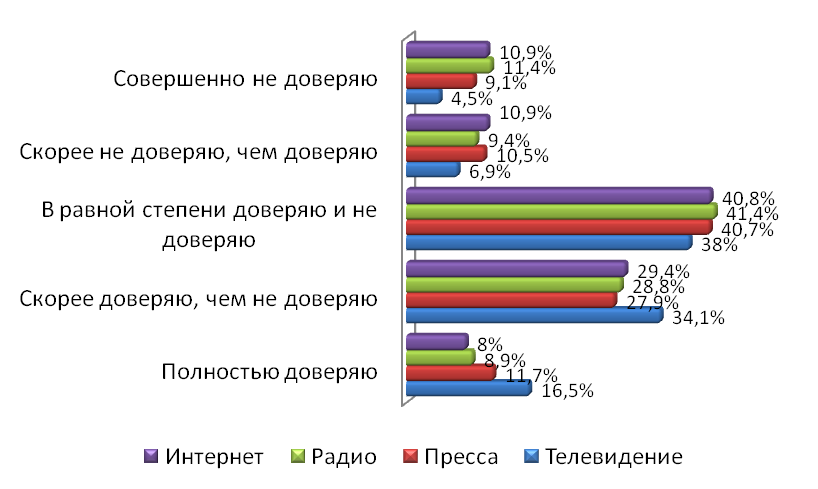 Совершенно не доверяю
10,9%
11,4%
9,1%
4,5%
Скорее не доверяю, чем доверяю
10,9%
9,4%
10,5%
6,9%
В равной степени доверяю и не
доверяю
40,8%
41,4%
40,7%
38%
Скорее доверяю, чем не доверяю
29,4%
28,8%
27,9%
34,1%
Полностью доверяю
8%
8,9%
11,7%
16,5%
Интернет Радио Пресса Телевидение